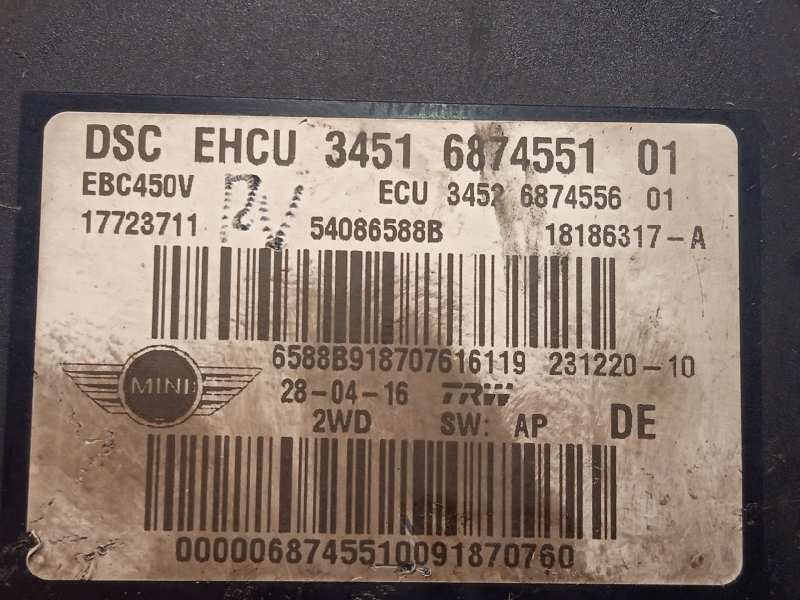 DSC EHCU 3451 6874551 01
EBC450V ECU 3452 6874556 01
17723711 54086588B 18186317-A
6588B918707616119 231220-10
MINI
28-04-16 TRW
2WD SW: AP DE
0000068745510091870760